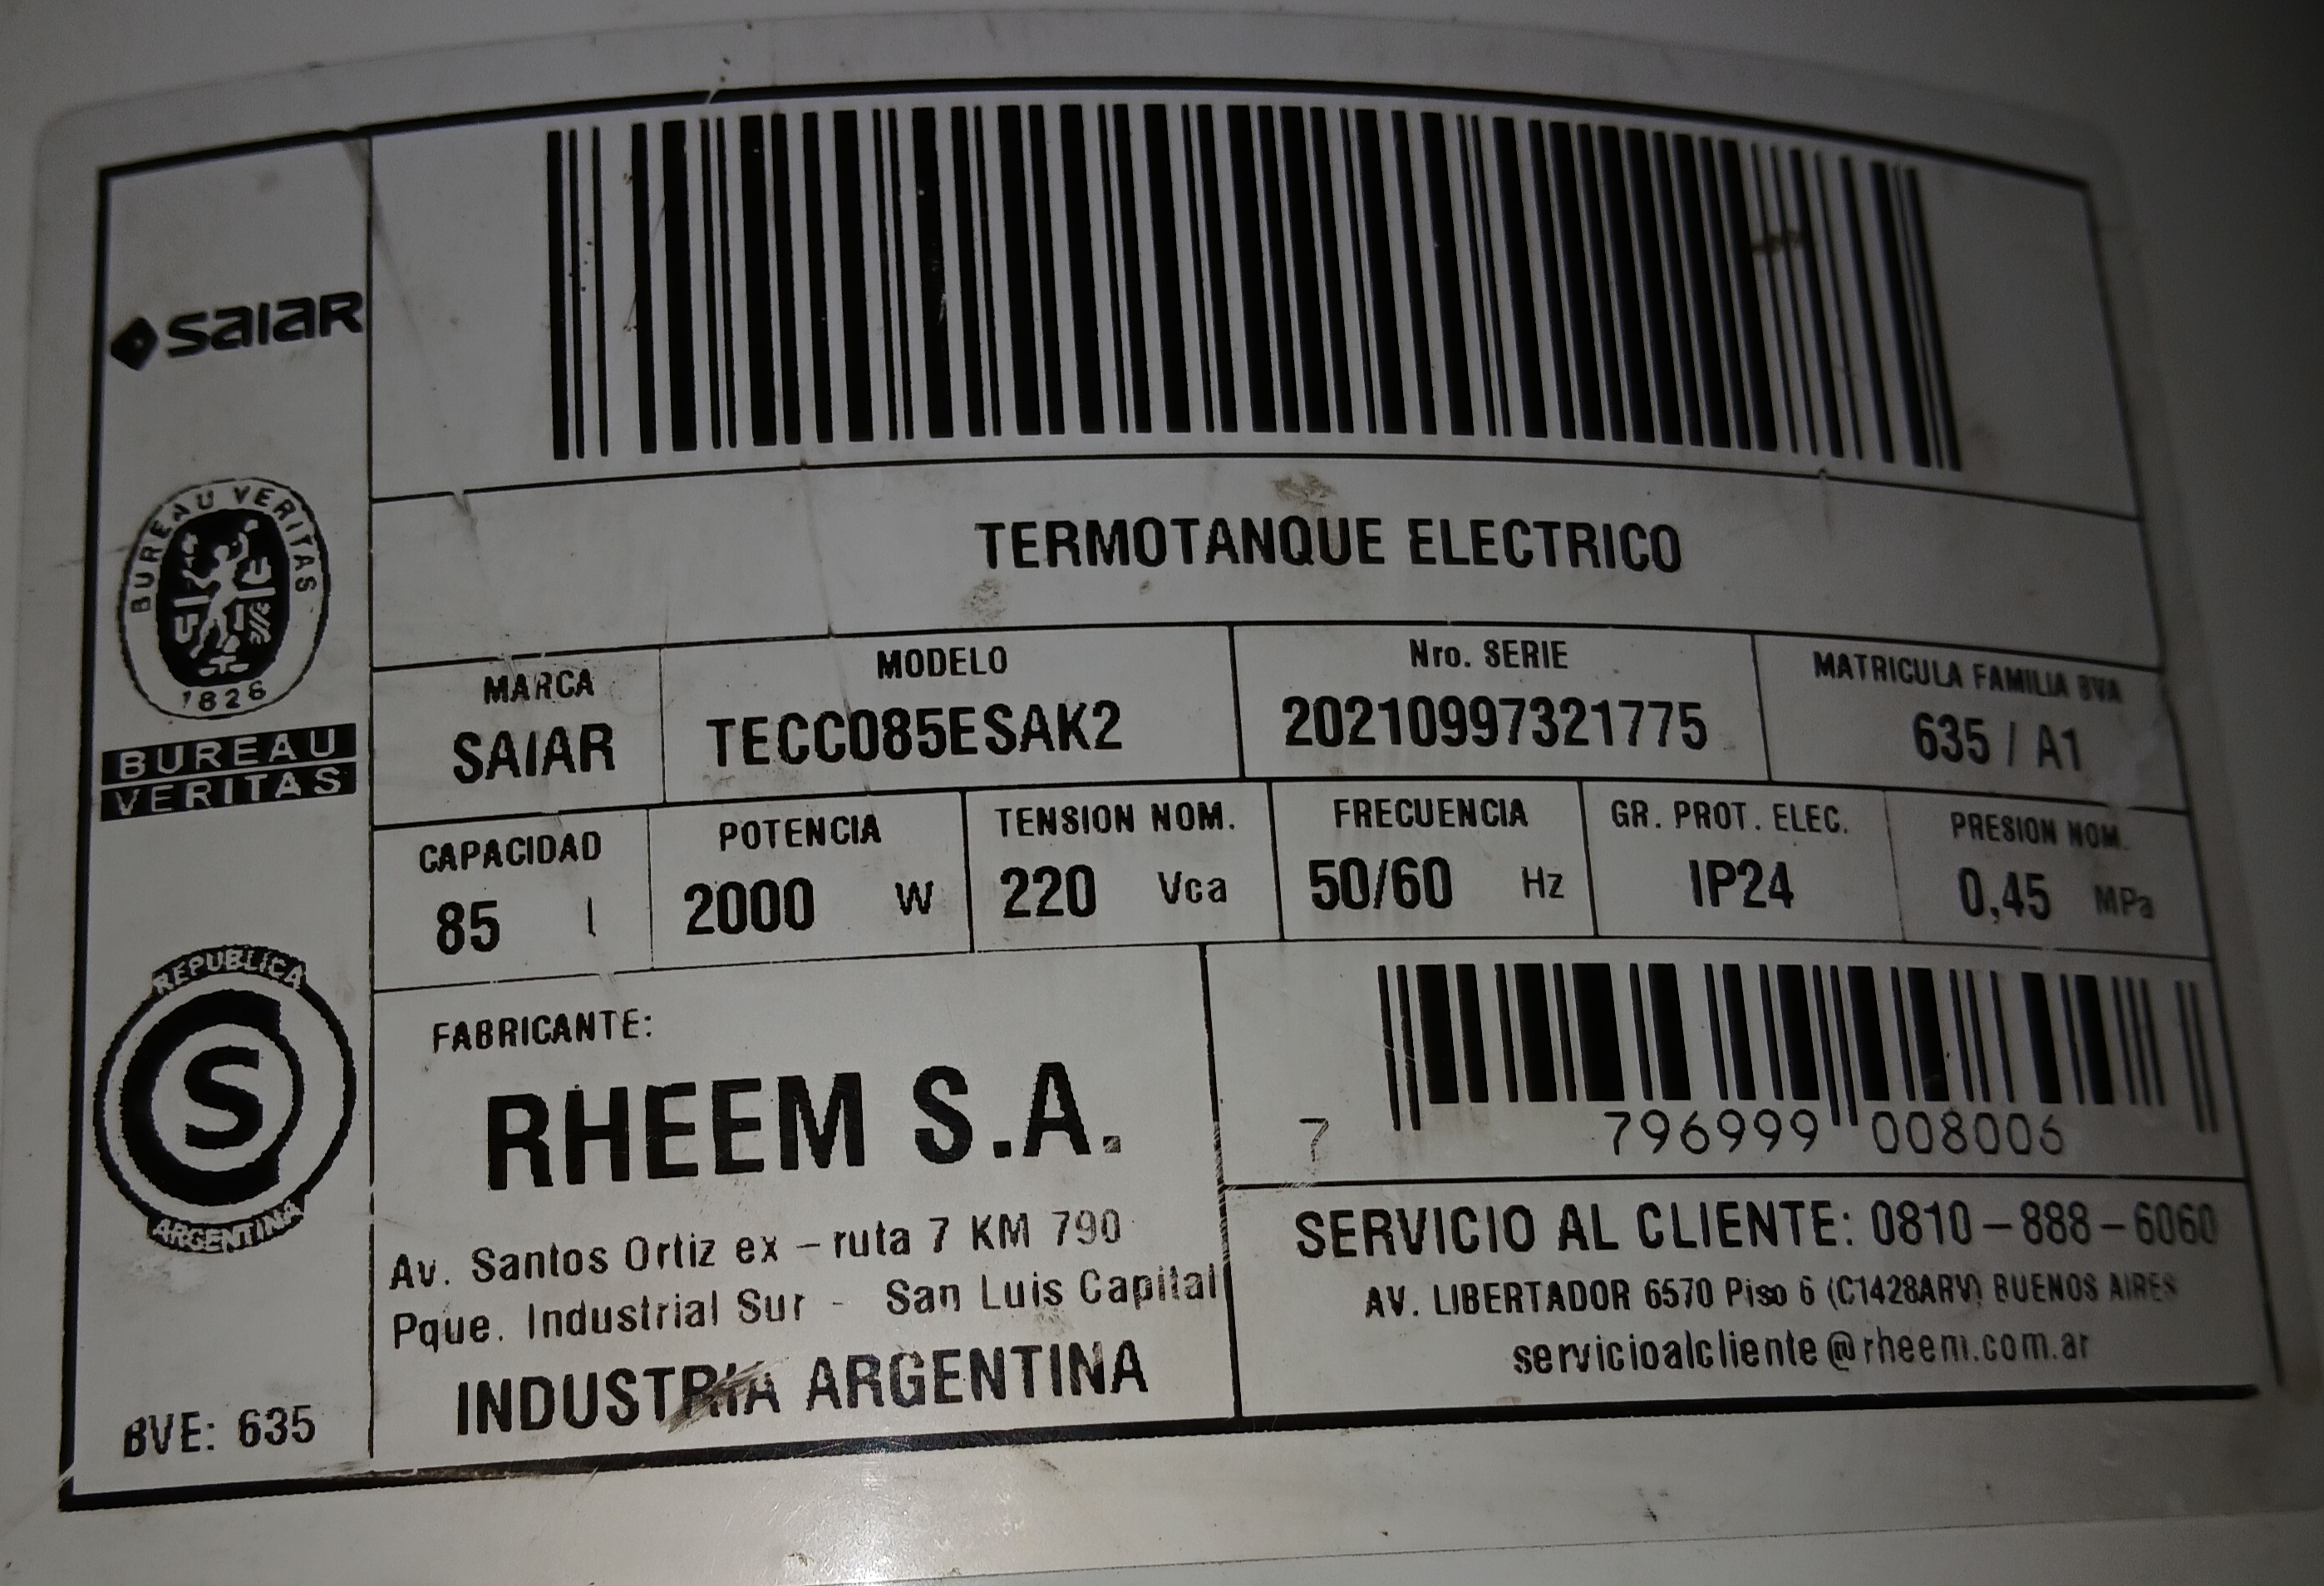 SAIAR
BUREAU VERITAS
1828
BUREAU
VERITAS
REPUBLICA
S
ARGENTINA
BVE: 635
TERMOTANQUE ELECTRICO
MARCA
SAIAR
MODELO
TECC085ESAK2
Nro. SERIE
20210997321775
MATRICULA FAMILIA BVA
635 / A1
CAPACIDAD
85 l
POTENCIA
2000 W
TENSION NOM.
220 Vca
FRECUENCIA
50/60 Hz
GR. PROT. ELEC.
IP24
PRESION NOM.
0,45 MPa
FABRICANTE:
RHEEM S.A.
Av. Santos Ortiz ex – ruta 7 KM 790
Pque. Industrial Sur - San Luis Capital
INDUSTRIA ARGENTINA
7 796999 008006
SERVICIO AL CLIENTE: 0810–888–6060
AV. LIBERTADOR 6570 Piso 6 (C1428ARV) BUENOS AIRES
servicioalcliente@rheem.com.ar